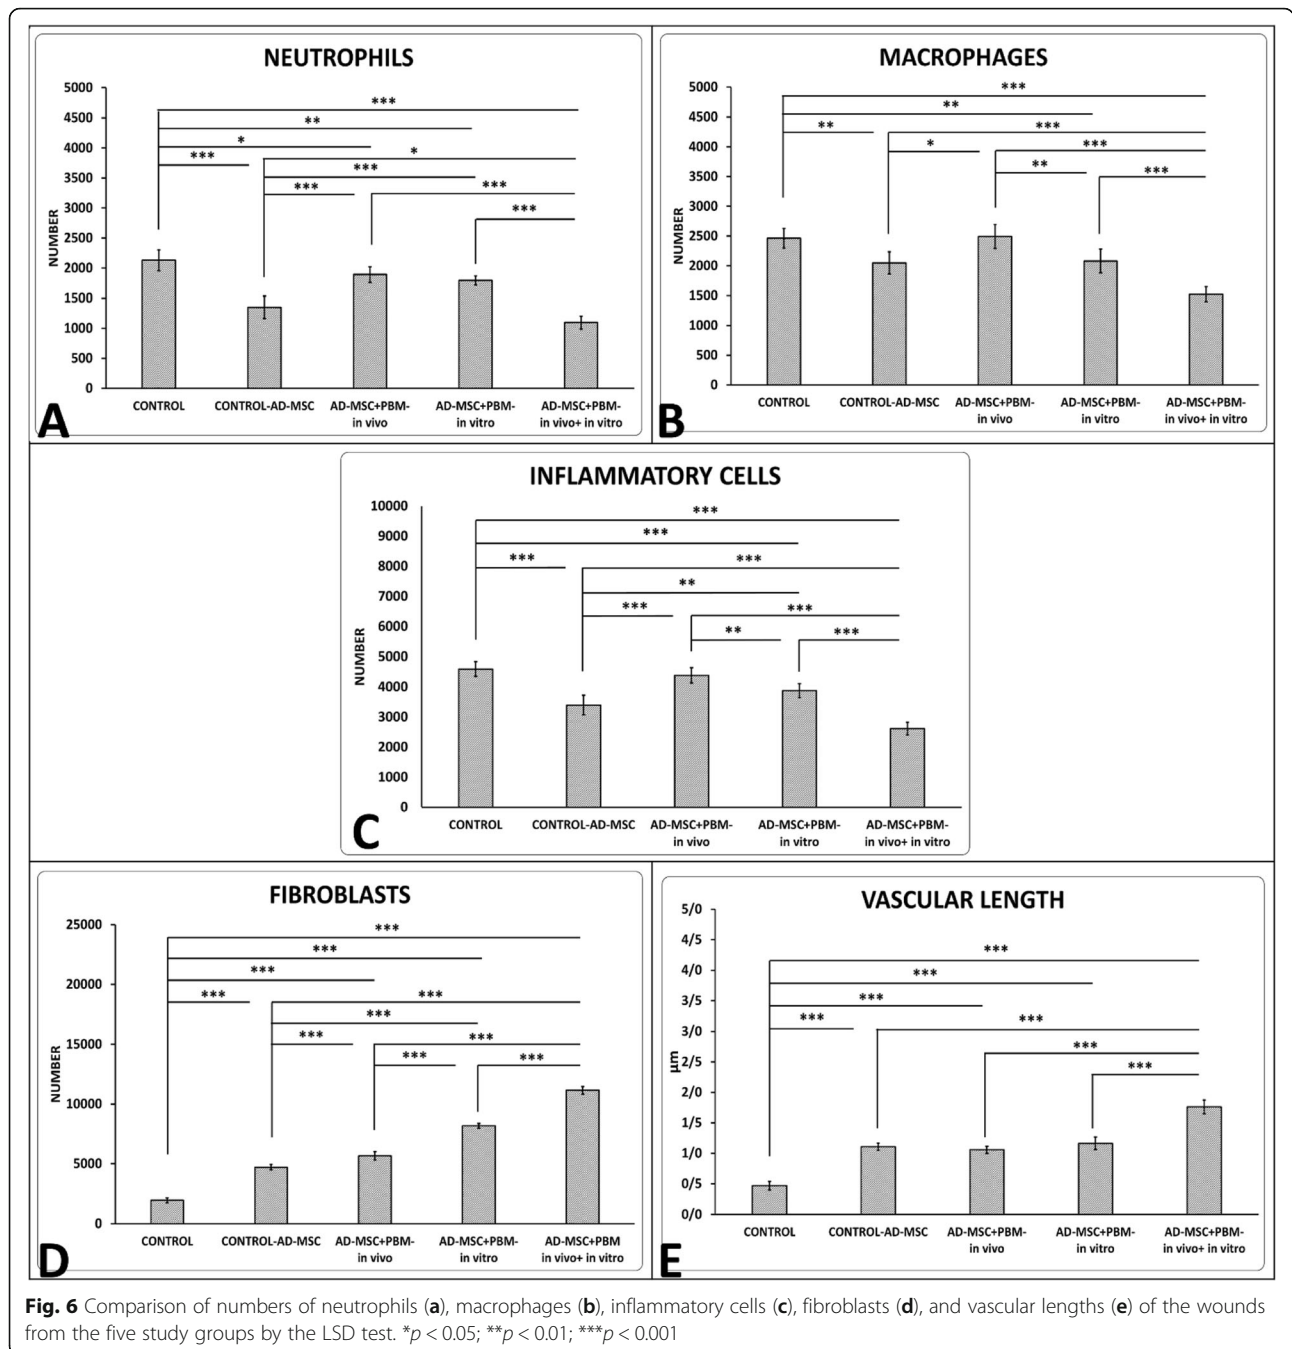 NEUTROPHILS
5000
4500
4000
3500
3000
2500
2000
1500
1000
500
0
NUMBER
***
**
*
***
*
***
***
***
***
CONTROL
CONTROL-AD-MSC
AD-MSC+PBM-
in vivo
AD-MSC+PBM-
in vitro
AD-MSC+PBM-
in vivo+ in vitro
A
MACROPHAGES
5000
4500
4000
3500
3000
2500
2000
1500
1000
500
0
NUMBER
***
**
**
***
*
***
**
***
CONTROL
CONTROL-AD-MSC
AD-MSC+PBM-
in vivo
AD-MSC+PBM-
in vitro
AD-MSC+PBM-
in vivo+ in vitro
B
INFLAMMATORY CELLS
10000
9000
8000
7000
6000
5000
4000
3000
2000
1000
0
NUMBER
***
***
***
***
**
***
***
**
***
CONTROL
CONTROL-AD-MSC
AD-MSC+PBM-
in vivo
AD-MSC+PBM-
in vitro
AD-MSC+PBM-
in vivo+ in vitro
C
FIBROBLASTS
25000
20000
15000
10000
5000
0
NUMBER
***
***
***
***
***
***
***
***
***
***
CONTROL
CONTROL-AD-MSC
AD-MSC+PBM-
in vivo
AD-MSC+PBM-
in vitro
AD-MSC+PBM
in vivo+ in vitro
D
VASCULAR LENGTH
5/0
4/5
4/0
3/5
3/0
2/5
2/0
1/5
1/0
0/5
0/0
µm
***
***
***
***
***
***
***
CONTROL
CONTROL-AD-MSC
AD-MSC+PBM-
in vivo
AD-MSC+PBM-
in vitro
AD-MSC+PBM-
in vivo+ in vitro
E
Fig. 6 Comparison of numbers of neutrophils (a), macrophages (b), inflammatory cells (c), fibroblasts (d), and vascular lengths (e) of the wounds
from the five study groups by the LSD test. *p < 0.05; **p < 0.01; ***p < 0.001